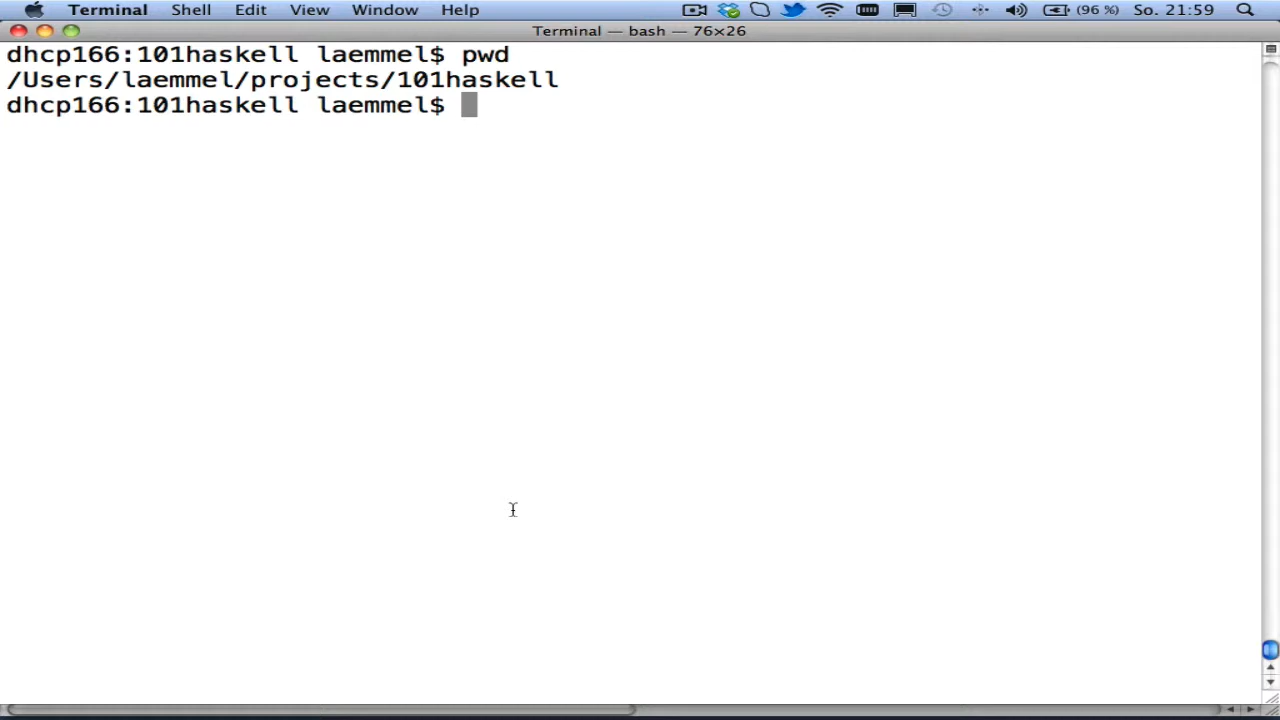 Terminal Shell Edit View Window Help (96 %) So. 21:59
Terminal — bash — 76×26
dhcp166:101haskell laemmel$ pwd
/Users/laemmel/projects/101haskell
dhcp166:101haskell laemmel$